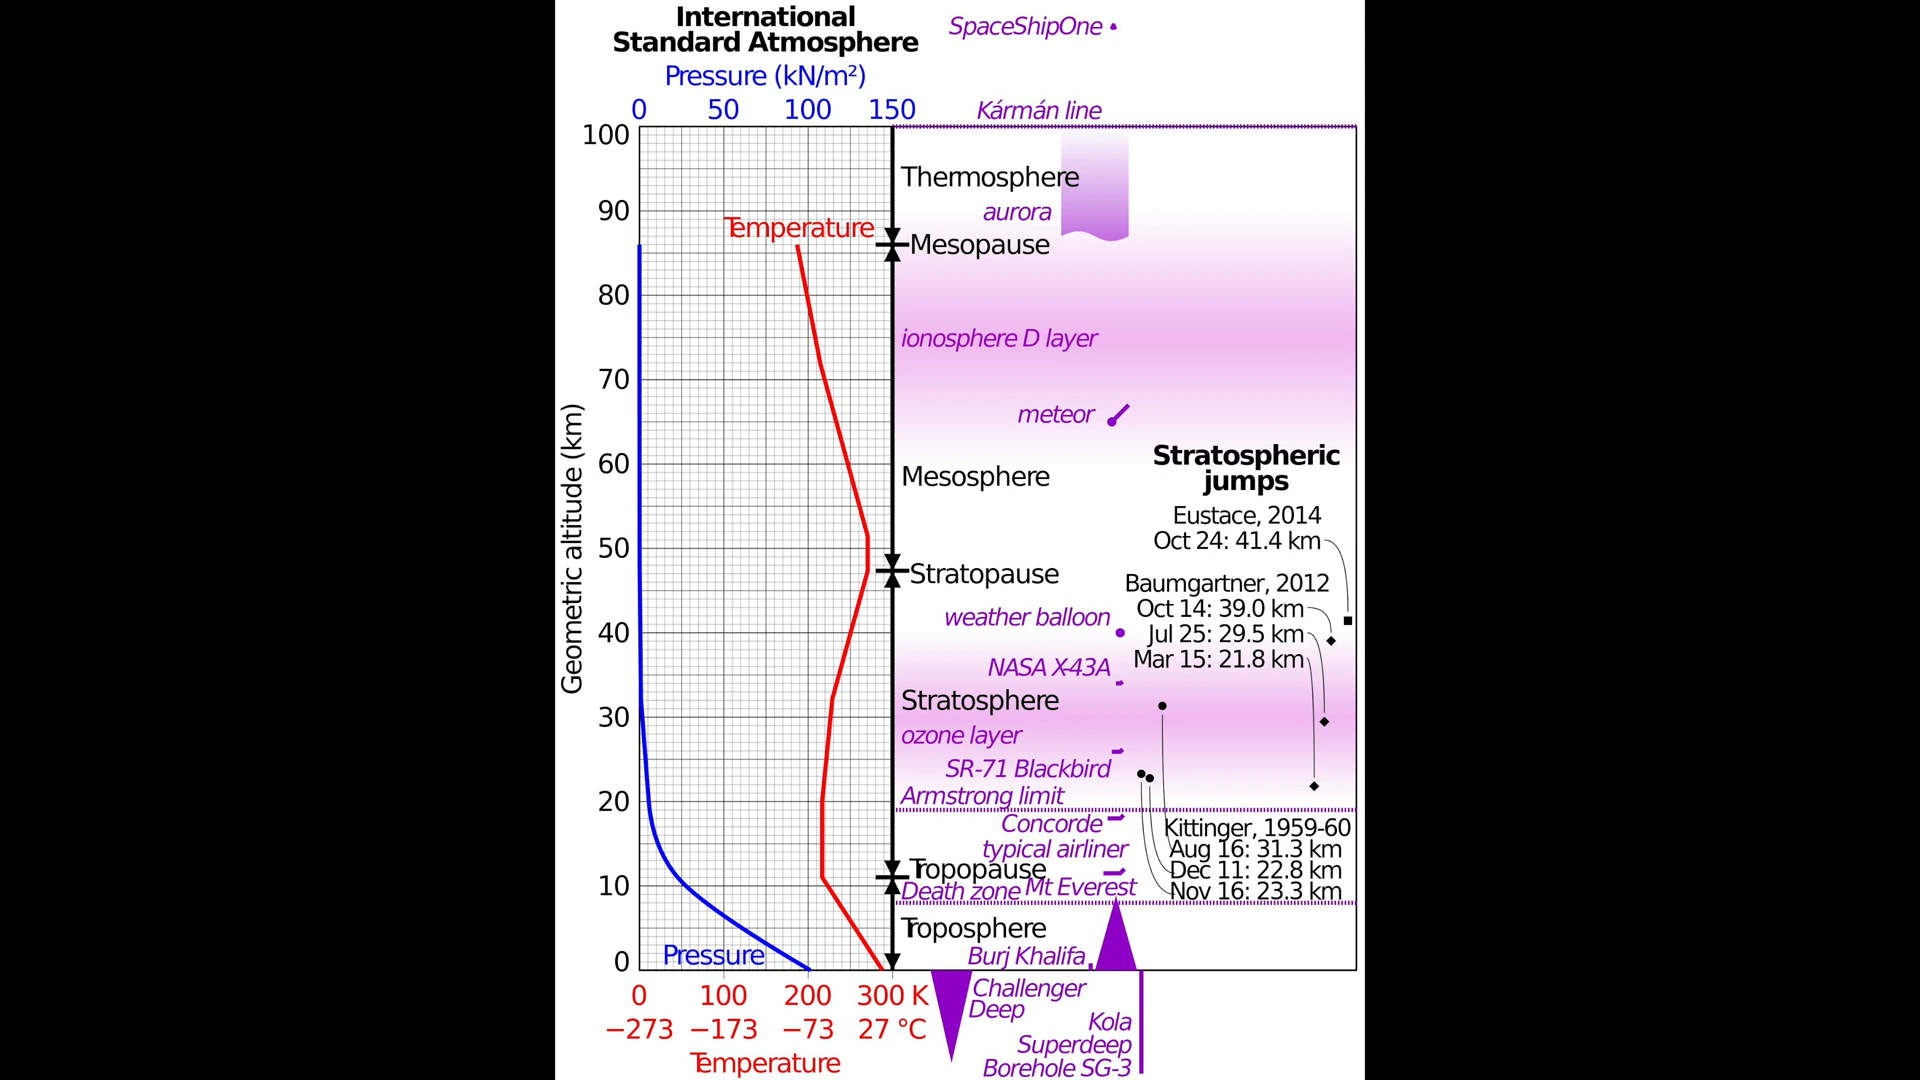 International
Standard Atmosphere
Pressure (kN/m²)
0 50 100 150
SpaceShipOne
Kármán line
100
90
80
70
60
50
40
30
20
10
0
Geometric altitude (km)
Temperature
Pressure
0 100 200 300 K
−273 −173 −73 27 °C
Temperature
Thermosphere
aurora
Mesopause
ionosphere D layer
meteor
Mesosphere
Stratopause
weather balloon
NASA X-43A
Stratosphere
ozone layer
SR-71 Blackbird
Armstrong limit
Concorde
typical airliner
Tropopause
Death zone
Mt Everest
Troposphere
Burj Khalifa
Challenger
Deep
Kola
Superdeep
Borehole SG-3
Stratospheric
jumps
Eustace, 2014
Oct 24: 41.4 km
Baumgartner, 2012
Oct 14: 39.0 km
Jul 25: 29.5 km
Mar 15: 21.8 km
Kittinger, 1959-60
Aug 16: 31.3 km
Dec 11: 22.8 km
Nov 16: 23.3 km